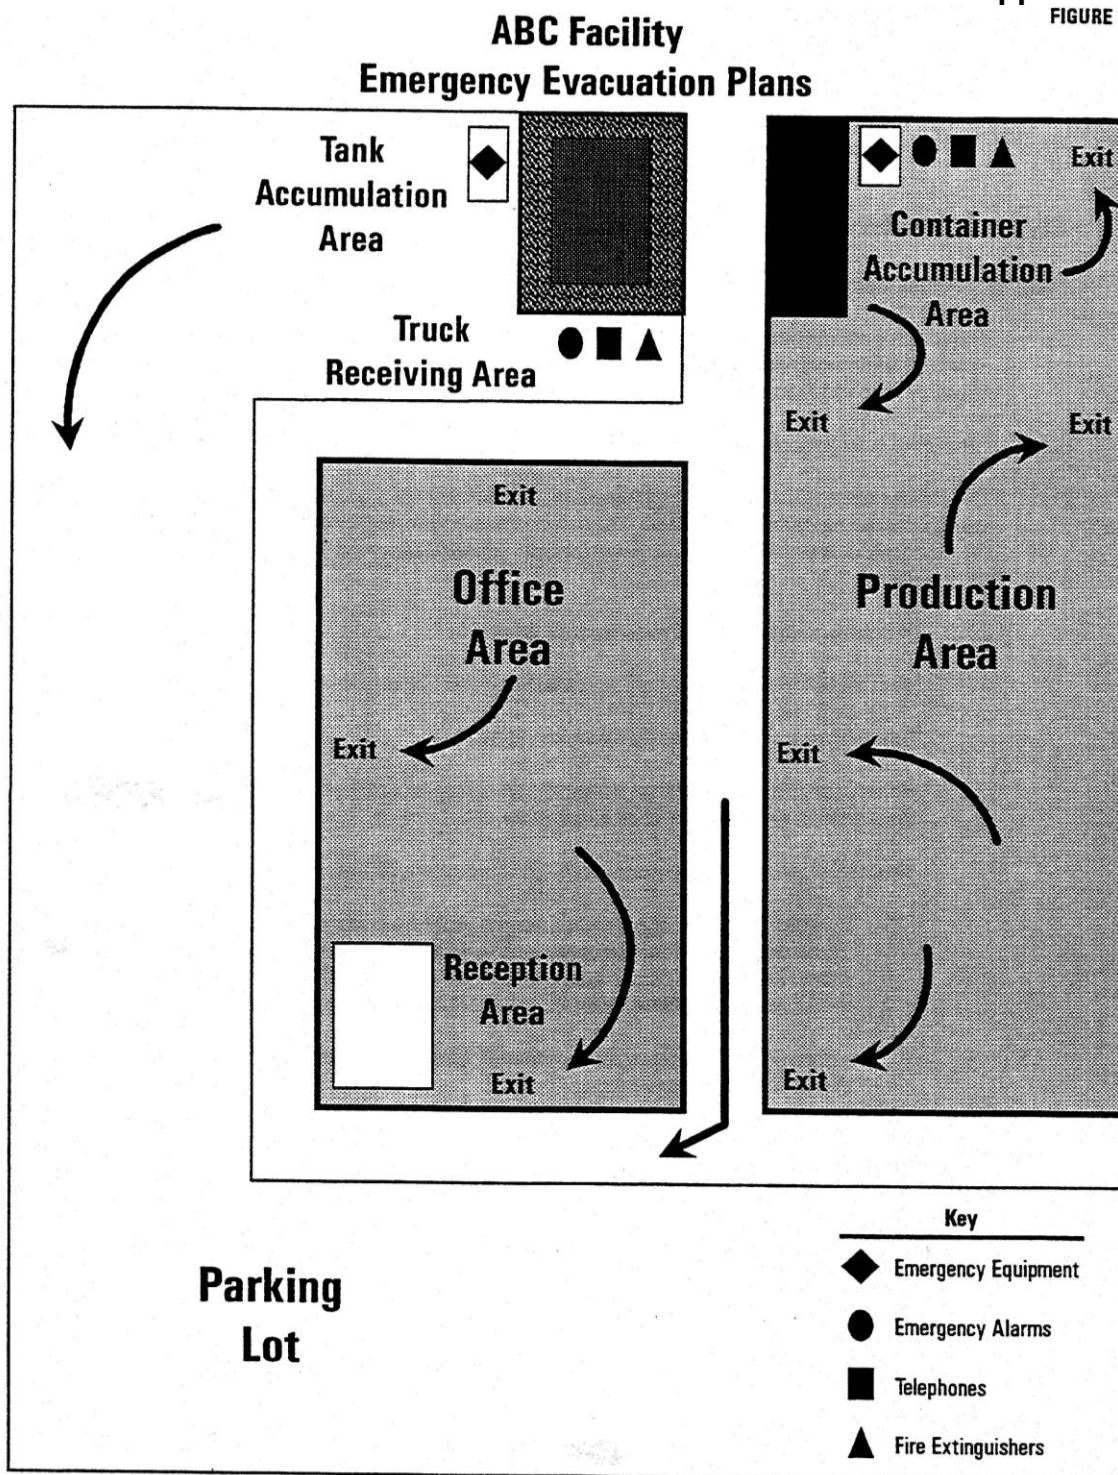 FIGURE
ABC Facility
Emergency Evacuation Plans
Tank
Accumulation
Area
Truck
Receiving Area
Exit
Container
Accumulation
Area
Exit
Exit
Exit
Office
Area
Exit
Production
Area
Exit
Reception
Area
Exit
Exit
Key
Emergency Equipment
Emergency Alarms
Telephones
Fire Extinguishers
Parking
Lot